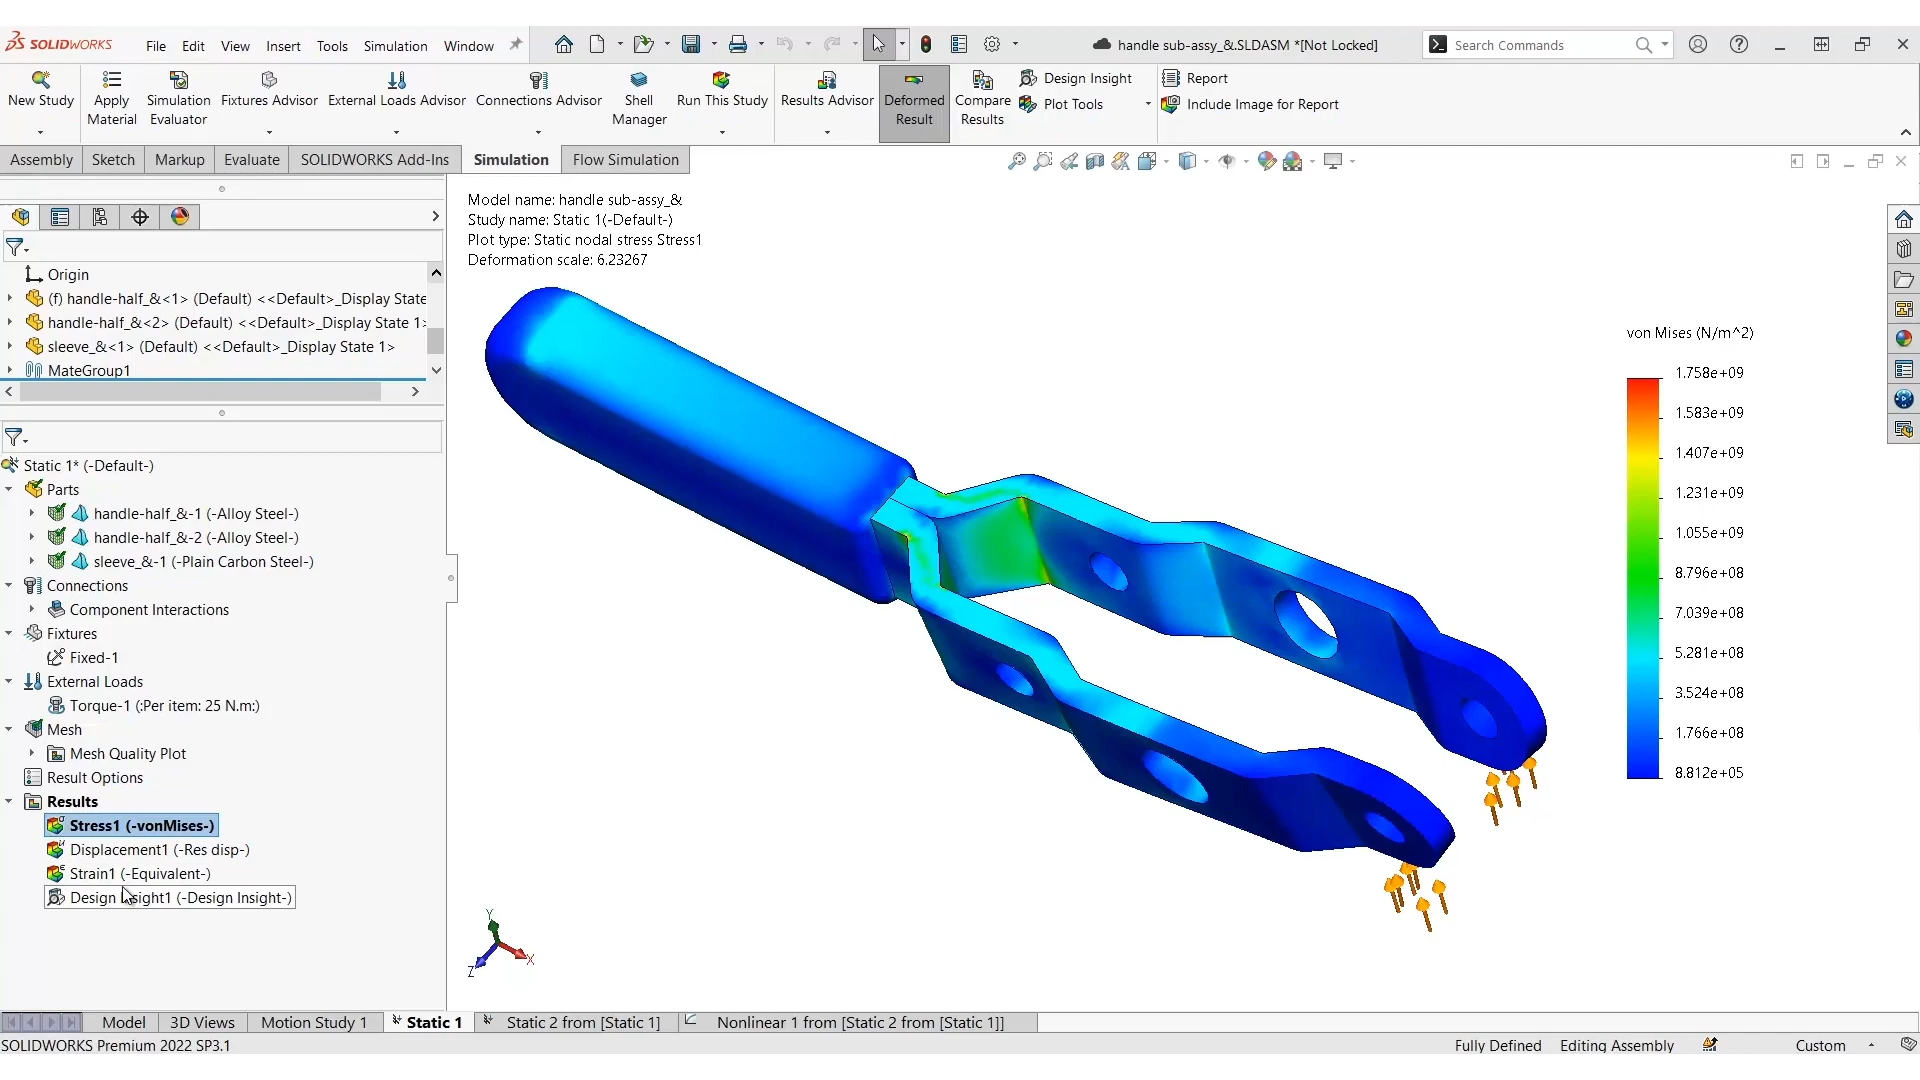 SOLIDWORKS File Edit View Insert Tools Simulation Window handle sub-assy_&.SLDASM *[Not Locked] Search Commands
New Study
Apply Material
Simulation Evaluator
Fixtures Advisor
External Loads Advisor
Connections Advisor
Shell Manager
Run This Study
Results Advisor
Deformed Result
Compare Results
Design Insight
Plot Tools
Report
Include Image for Report
Assembly Sketch Markup Evaluate SOLIDWORKS Add-Ins Simulation Flow Simulation
Origin
(f) handle-half_&<1> (Default) <<Default>_Display State
handle-half_&<2> (Default) <<Default>_Display State 1>
sleeve_&<1> (Default) <<Default>_Display State 1>
MateGroup1
Static 1* (-Default-)
Parts
handle-half_&-1 (-Alloy Steel-)
handle-half_&-2 (-Alloy Steel-)
sleeve_&-1 (-Plain Carbon Steel-)
Connections
Component Interactions
Fixtures
Fixed-1
External Loads
Torque-1 (:Per item: 25 N.m:)
Mesh
Mesh Quality Plot
Result Options
Results
Stress1 (-vonMises-)
Displacement1 (-Res disp-)
Strain1 (-Equivalent-)
Design Insight1 (-Design Insight-)
Model name: handle sub-assy_&
Study name: Static 1(-Default-)
Plot type: Static nodal stress Stress1
Deformation scale: 6.23267
von Mises (N/m^2)
1.758e+09
1.583e+09
1.407e+09
1.231e+09
1.055e+09
8.796e+08
7.039e+08
5.281e+08
3.524e+08
1.766e+08
8.812e+05
Y
X
Z
Model 3D Views Motion Study 1 Static 1 Static 2 from [Static 1] Nonlinear 1 from [Static 2 from [Static 1]]
SOLIDWORKS Premium 2022 SP3.1 Fully Defined Editing Assembly Custom